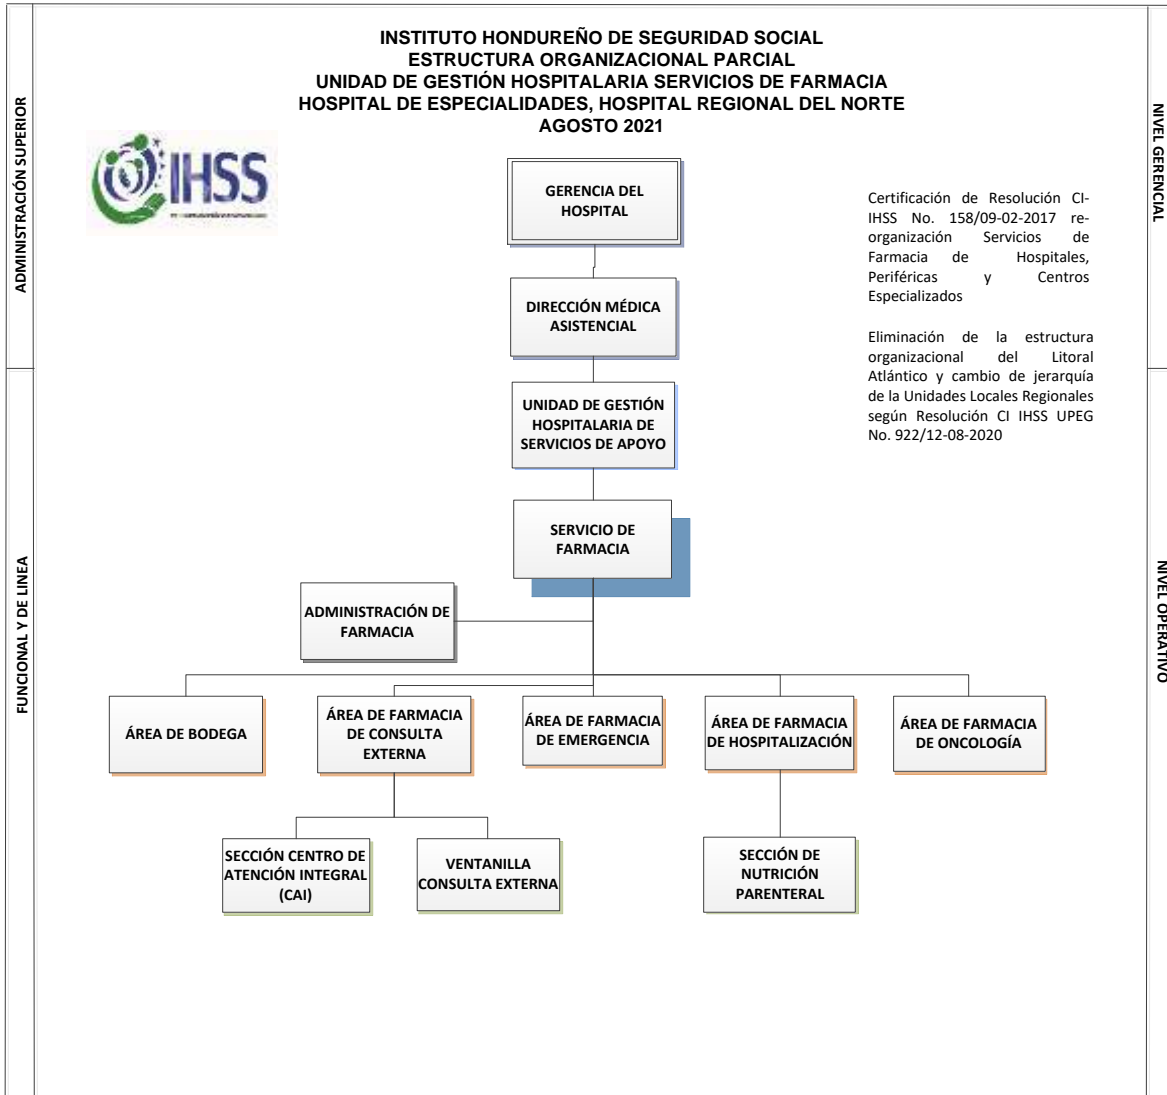 INSTITUTO HONDUREÑO DE SEGURIDAD SOCIAL
ESTRUCTURA ORGANIZACIONAL PARCIAL
UNIDAD DE GESTIÓN HOSPITALARIA SERVICIOS DE FARMACIA
HOSPITAL DE ESPECIALIDADES, HOSPITAL REGIONAL DEL NORTE
AGOSTO 2021
ADMINISTRACIÓN SUPERIOR
NIVEL GERENCIAL
IHSS
GERENCIA DEL
HOSPITAL
Certificación de Resolución CI-
IHSS No. 158/09-02-2017 re-
organización Servicios de
Farmacia de Hospitales,
Periféricas y Centros
Especializados
DIRECCIÓN MÉDICA
ASISTENCIAL
Eliminación de la estructura
organizacional del Litoral
Atlántico y cambio de jerarquía
de la Unidades Locales Regionales
según Resolución CI IHSS UPEG
No. 922/12-08-2020
UNIDAD DE GESTIÓN
HOSPITALARIA DE
SERVICIOS DE APOYO
FUNCIONAL Y DE LINEA
NIVEL OPERATIVO
SERVICIO DE
FARMACIA
ADMINISTRACIÓN DE
FARMACIA
ÁREA DE BODEGA
ÁREA DE FARMACIA
DE CONSULTA
EXTERNA
ÁREA DE FARMACIA
DE EMERGENCIA
ÁREA DE FARMACIA
DE HOSPITALIZACIÓN
ÁREA DE FARMACIA
DE ONCOLOGÍA
SECCIÓN CENTRO DE
ATENCIÓN INTEGRAL
(CAI)
VENTANILLA
CONSULTA EXTERNA
SECCIÓN DE
NUTRICIÓN
PARENTERAL